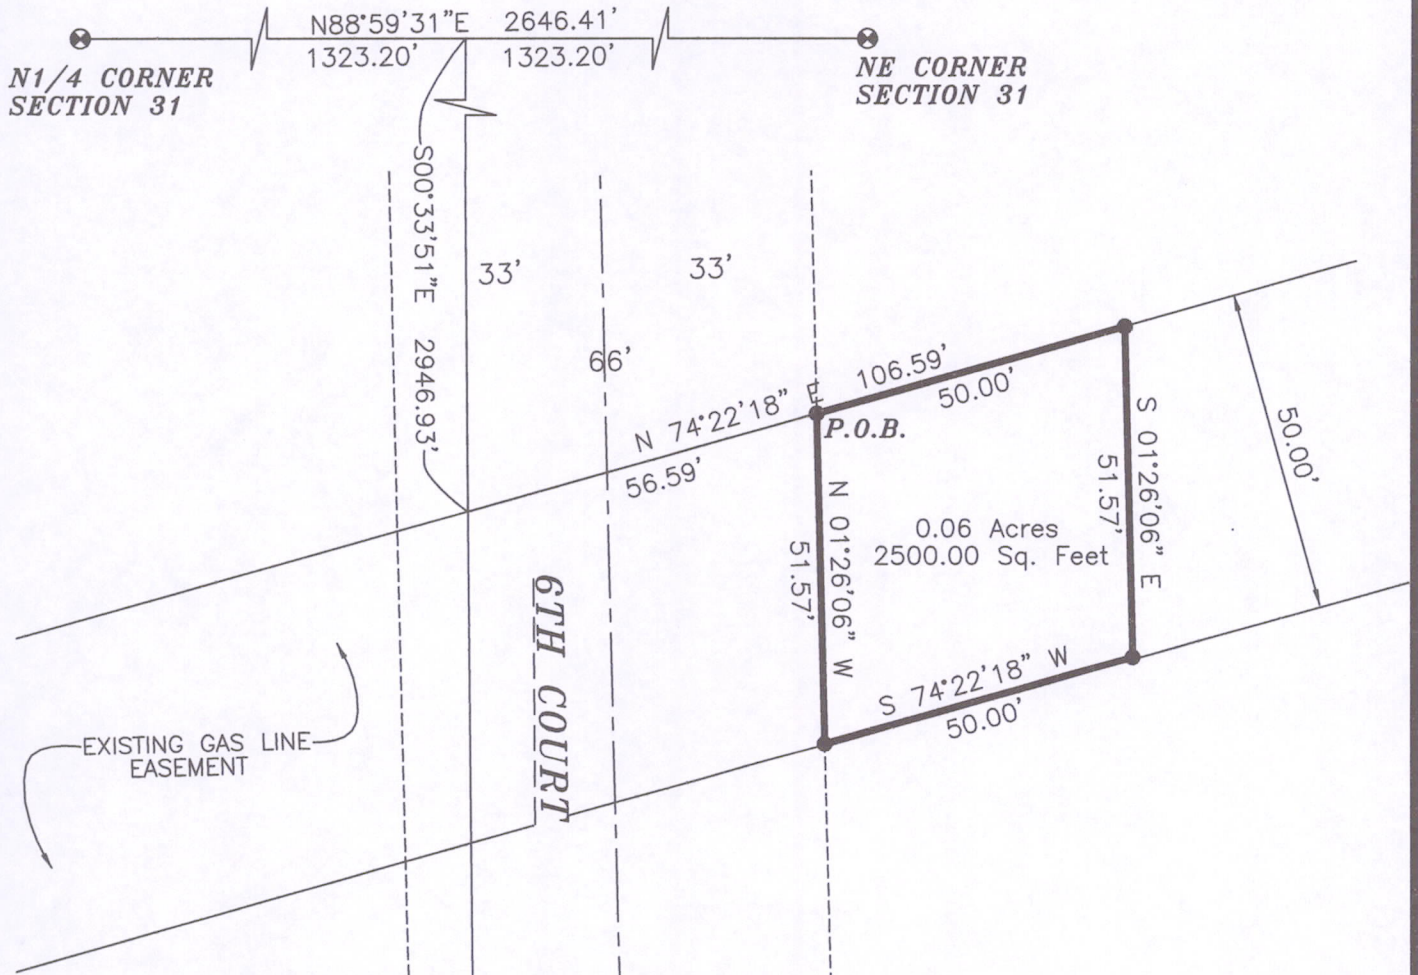 N88°59'31"E 2646.41'
1323.20' 1323.20'
N1/4 CORNER
SECTION 31
NE CORNER
SECTION 31
S00°33'51"E 2946.93'
33'
33'
66'
N 74°22'18" E
56.59'
106.59'
50.00'
P.O.B.
N 01°26'06" W
51.57'
0.06 Acres
2500.00 Sq. Feet
S 01°26'06" E
51.57'
50.00'
S 74°22'18" W
50.00'
6TH COURT
EXISTING GAS LINE
EASEMENT